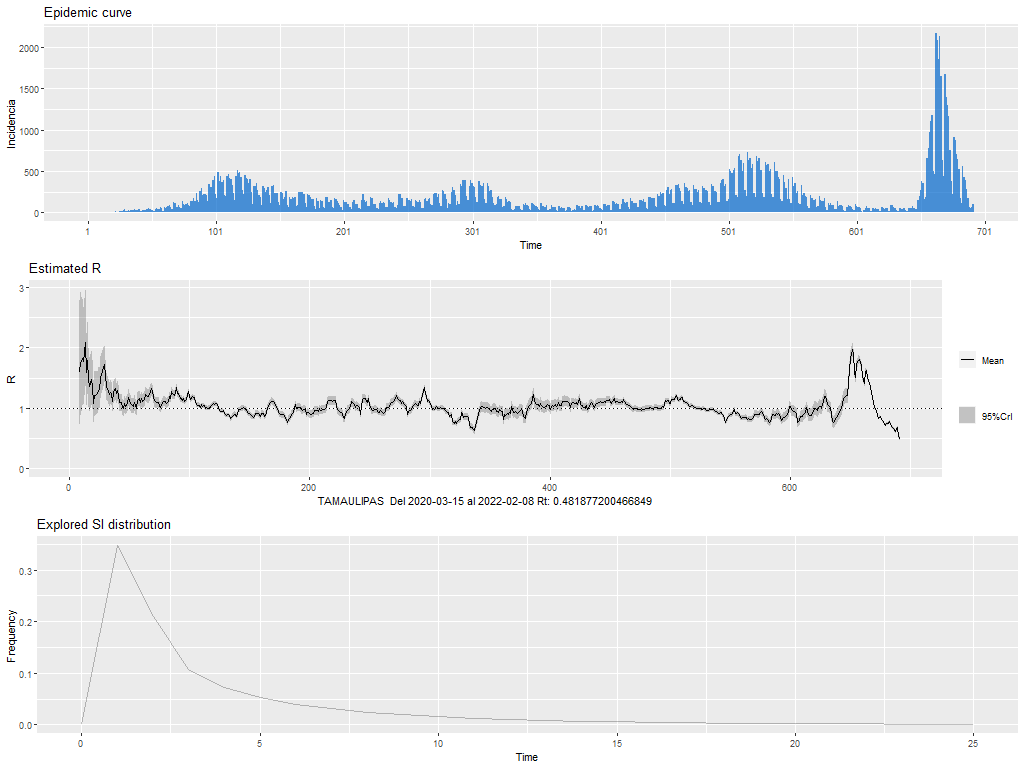 Epidemic curve
2000
1500
1000
500
0
Incidencia
1 101 201 301 401 501 601 701
Time
Estimated R
3
2
1
0
R
Mean
95%CrI
0 200 400 600
TAMAULIPAS Del 2020-03-15 al 2022-02-08 Rt: 0.481877200466849
Explored SI distribution
0.3
0.2
0.1
0.0
Frequency
0 5 10 15 20 25
Time